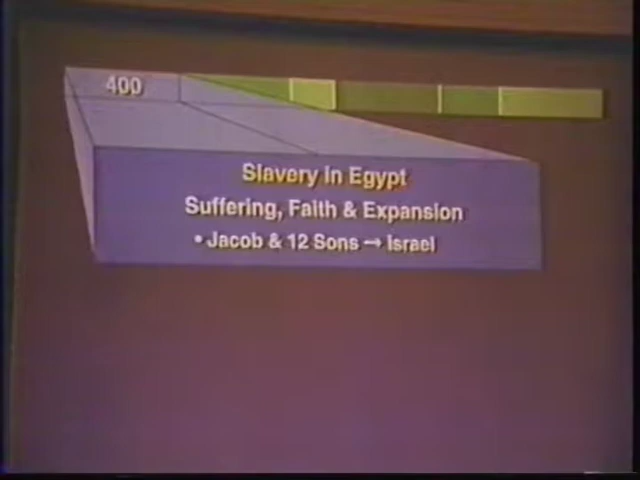 400
Slavery in Egypt
Suffering, Faith & Expansion
• Jacob & 12 Sons → Israel